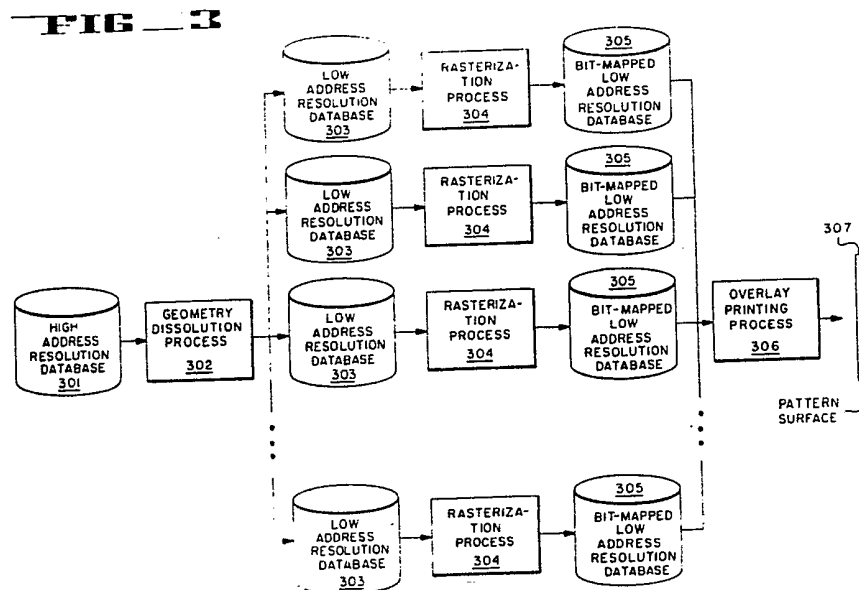 FIG_3
LOW
ADDRESS
RESOLUTION
DATABASE
303
RASTERIZA-
TION
PROCESS
304
305
BIT-MAPPED
LOW
ADDRESS
RESOLUTION
DATABASE
LOW
ADDRESS
RESOLUTION
DATABASE
303
RASTERIZA-
TION
PROCESS
304
305
BIT-MAPPED
LOW
ADDRESS
RESOLUTION
DATABASE
307
HIGH
ADDRESS
RESOLUTION
DATABASE
301
GEOMETRY
DISSOLUTION
PROCESS
302
LOW
ADDRESS
RESOLUTION
DATABASE
303
RASTERIZA-
TION
PROCESS
304
305
BIT-MAPPED
LOW
ADDRESS
RESOLUTION
DATABASE
OVERLAY
PRINTING
PROCESS
306
PATTERN
SURFACE
LOW
ADDRESS
RESOLUTION
DATABASE
303
RASTERIZA-
TION
PROCESS
304
305
BIT-MAPPED
LOW
ADDRESS
RESOLUTION
DATABASE